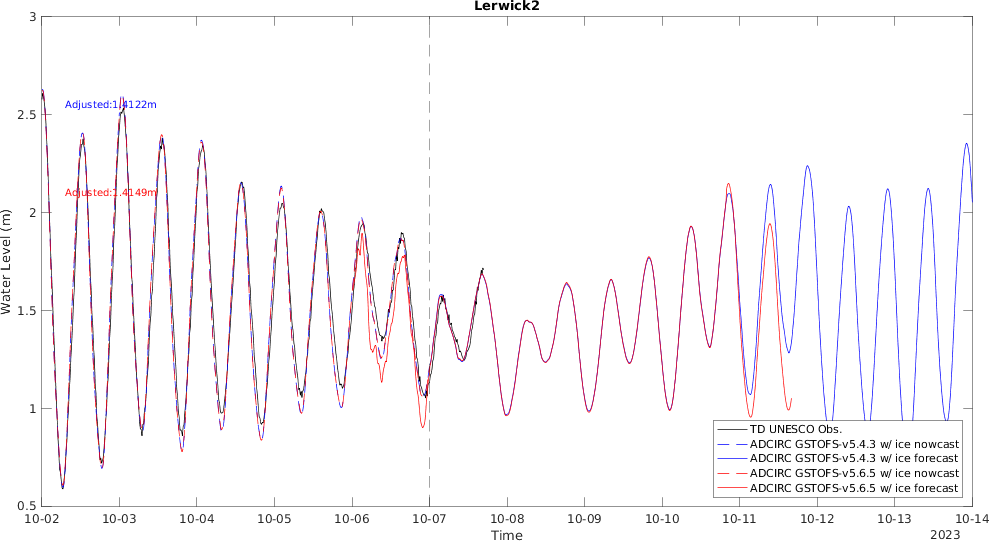 Lerwick2
3
2.5
2
1.5
1
0.5
Water Level (m)
Adjusted:1.4122m
Adjusted:1.4149m
TD UNESCO Obs.
ADCIRC GSTOFS-v5.4.3 w/ ice nowcast
ADCIRC GSTOFS-v5.4.3 w/ ice forecast
ADCIRC GSTOFS-v5.6.5 w/ ice nowcast
ADCIRC GSTOFS-v5.6.5 w/ ice forecast
10-02 10-03 10-04 10-05 10-06 10-07 10-08 10-09 10-10 10-11 10-12 10-13 10-14
Time
2023